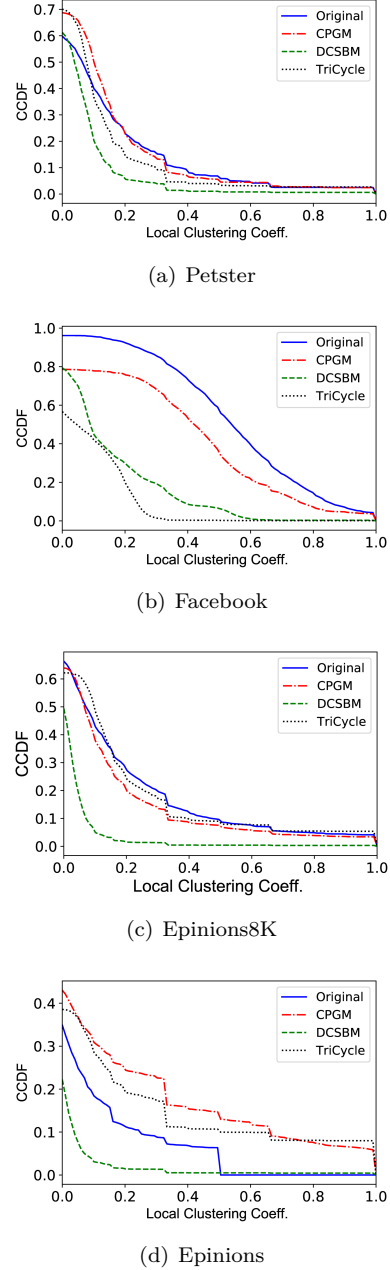 0.7
0.6
0.5
0.4
0.3
0.2
0.1
0.0
CCDF
Original
CPGM
DCSBM
TriCycle
0.0 0.2 0.4 0.6 0.8 1.0
Local Clustering Coeff.
(a) Petster
1.0
0.8
0.6
0.4
0.2
0.0
CCDF
Original
CPGM
DCSBM
TriCycle
0.0 0.2 0.4 0.6 0.8 1.0
Local Clustering Coeff.
(b) Facebook
0.6
0.5
0.4
0.3
0.2
0.1
0.0
CCDF
Original
CPGM
DCSBM
TriCycle
0.0 0.2 0.4 0.6 0.8 1.0
Local Clustering Coeff.
(c) Epinions8K
0.4
0.3
0.2
0.1
0.0
CCDF
Original
CPGM
DCSBM
TriCycle
0.0 0.2 0.4 0.6 0.8 1.0
Local Clustering Coeff.
(d) Epinions